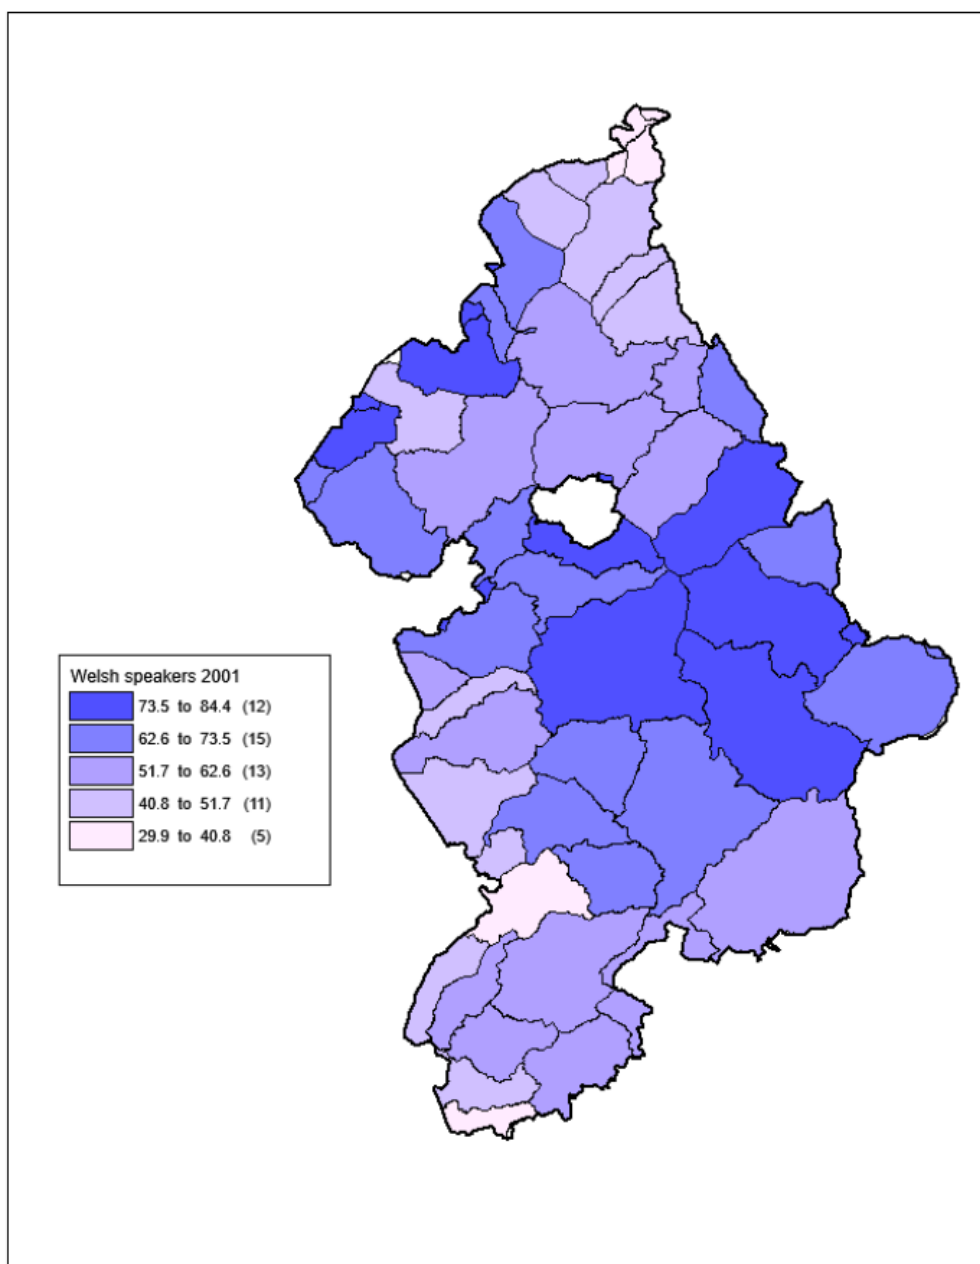 Welsh speakers 2001
73.5 to 84.4 (12)
62.6 to 73.5 (15)
51.7 to 62.6 (13)
40.8 to 51.7 (11)
29.9 to 40.8 (5)